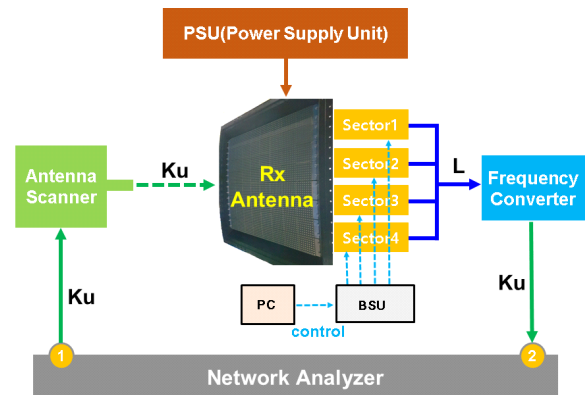 PSU(Power Supply Unit)
Sector1
Sector2
Sector3
Sector4
Antenna
Scanner
Ku
Rx
Antenna
L
Frequency
Converter
Ku
Ku
PC
BSU
control
1
2
Network Analyzer